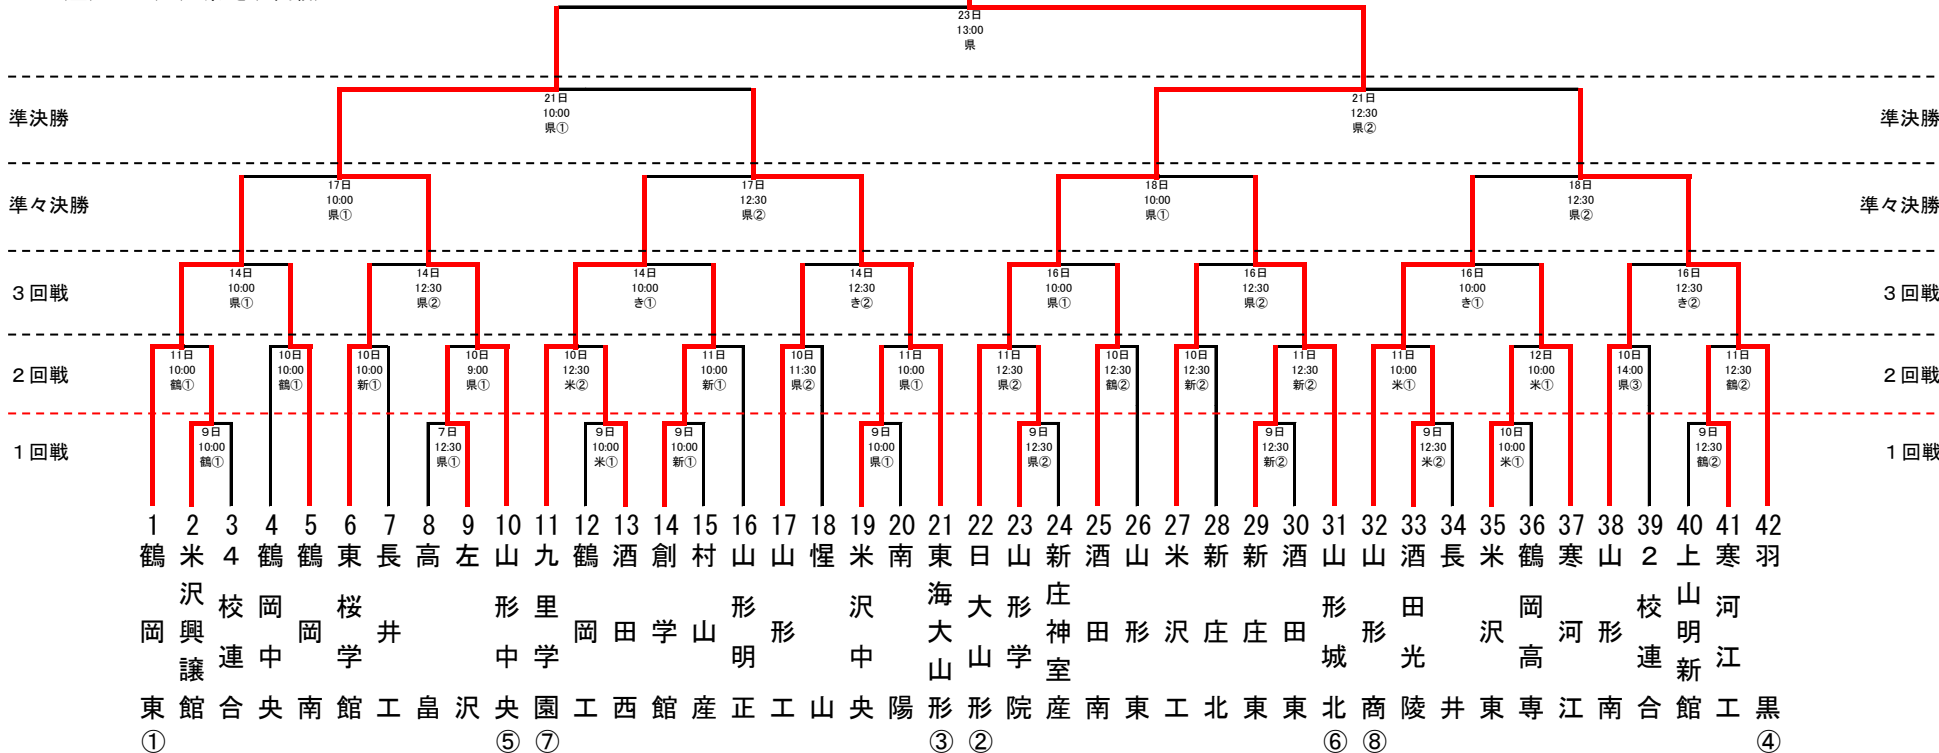 23日
13:00
県
21日
10:00
県①
21日
12:30
県②
準決勝
準決勝
17日
10:00
県①
17日
12:30
県②
18日
10:00
県①
18日
12:30
県②
準々決勝
準々決勝
14日
10:00
県①
14日
12:30
県②
14日
10:00
き①
14日
12:30
き②
16日
10:00
県①
16日
12:30
県②
16日
10:00
き①
16日
12:30
き②
3回戦
3回戦
11日
10:00
鶴①
10日
10:00
鶴①
10日
10:00
新①
10日
9:00
県①
10日
12:30
米②
11日
10:00
新①
10日
11:30
県②
11日
10:00
県①
11日
12:30
県②
10日
12:30
鶴②
10日
12:30
新②
11日
12:30
新②
11日
10:00
米①
12日
10:00
米①
10日
14:00
県③
11日
12:30
鶴②
2回戦
2回戦
9日
10:00
鶴①
7日
12:30
県①
9日
10:00
米①
9日
10:00
新①
9日
10:00
県①
9日
12:30
県②
9日
12:30
新②
9日
12:30
米②
10日
10:00
米①
9日
12:30
鶴②
1回戦
1回戦
1 鶴岡東 ①
2 米沢興譲館
3 4校連合
4 鶴岡中央
5 鶴岡南
6 東桜学館
7 長井工
8 高畠
9 左沢
10 山形中央 ⑤
11 九里学園 ⑦
12 鶴岡工
13 酒田西
14 創学館
15 村山産
16 山形明正
17 山形工
18 惺山
19 米沢中央
20 南陽
21 東海大山形 ③
22 日大山形 ②
23 山形学院
24 新庄神室産
25 酒田南
26 山形東
27 米沢工
28 新庄北
29 新庄東
30 酒田東
31 山形城北 ⑥
32 山形商 ⑧
33 酒田光陵
34 長井
35 米沢東
36 鶴岡高専
37 寒河江
38 山形南
39 2校連合
40 上山明新館
41 寒河江工
42 羽黒 ④